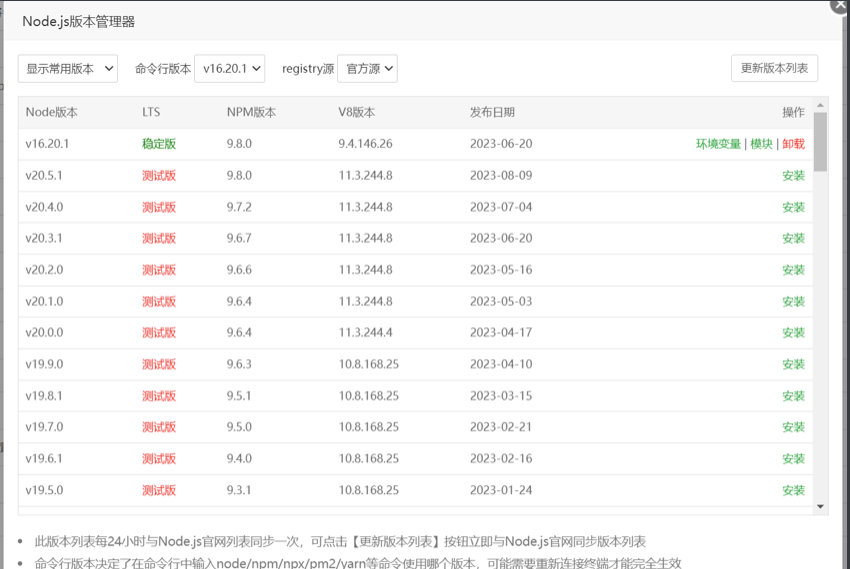 Node.js版本管理器
显示常用版本 命令行版本 v16.20.1 registry源 官方源 更新版本列表
Node版本 LTS NPM版本 V8版本 发布日期 操作
v16.20.1 稳定版 9.8.0 9.4.146.26 2023-06-20 环境变量 | 模块 | 卸载
v20.5.1 测试版 9.8.0 11.3.244.8 2023-08-09 安装
v20.4.0 测试版 9.7.2 11.3.244.8 2023-07-04 安装
v20.3.1 测试版 9.6.7 11.3.244.8 2023-06-20 安装
v20.2.0 测试版 9.6.6 11.3.244.8 2023-05-16 安装
v20.1.0 测试版 9.6.4 11.3.244.8 2023-05-03 安装
v20.0.0 测试版 9.6.4 11.3.244.4 2023-04-17 安装
v19.9.0 测试版 9.6.3 10.8.168.25 2023-04-10 安装
v19.8.1 测试版 9.5.1 10.8.168.25 2023-03-15 安装
v19.7.0 测试版 9.5.0 10.8.168.25 2023-02-21 安装
v19.6.1 测试版 9.4.0 10.8.168.25 2023-02-16 安装
v19.5.0 测试版 9.3.1 10.8.168.25 2023-01-24 安装
此版本列表每24小时与Node.js官网列表同步一次，可点击【更新版本列表】按钮立即与Node.js官网同步版本列表
命令行版本决定了在命令行中输入node/npm/npx/pm2/yarn等命令使用哪个版本，可能需要重新连接终端才能完全生效